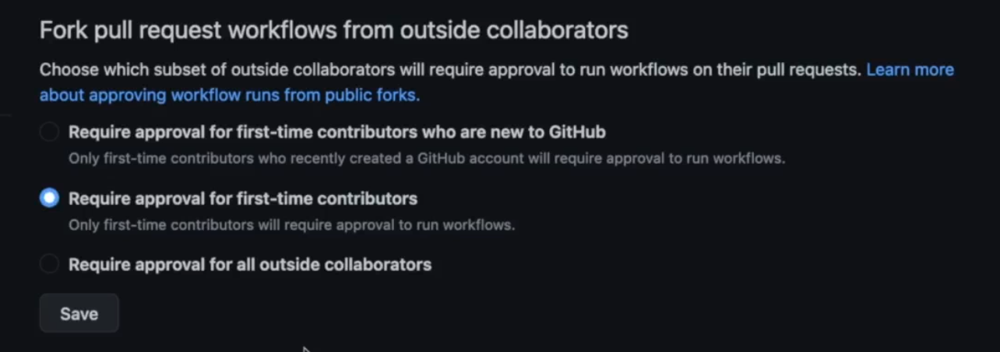 Fork pull request workflows from outside collaborators
Choose which subset of outside collaborators will require approval to run workflows on their pull requests. Learn more
about approving workflow runs from public forks.
Require approval for first-time contributors who are new to GitHub
Only first-time contributors who recently created a GitHub account will require approval to run workflows.
Require approval for first-time contributors
Only first-time contributors will require approval to run workflows.
Require approval for all outside collaborators
Save